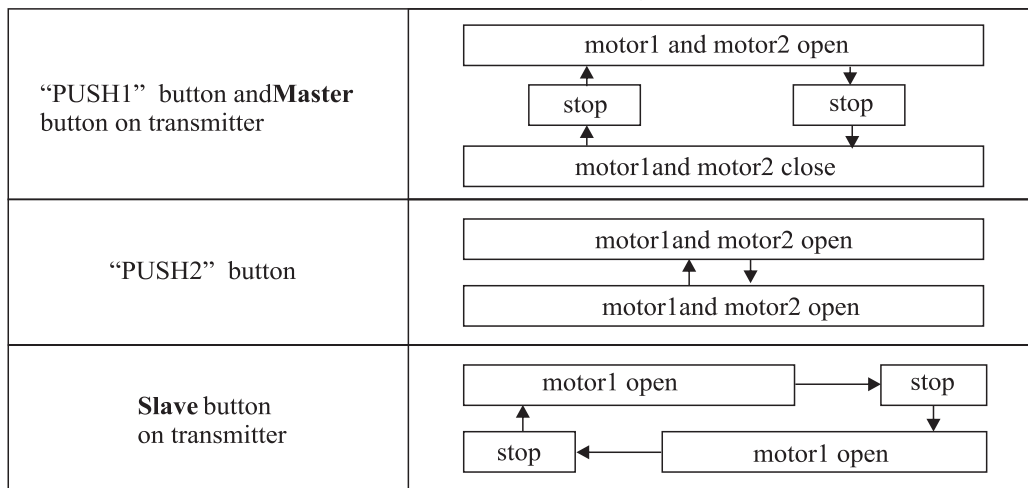 motor1 and motor2 open
“PUSH1” button andMaster
button on transmitter
stop
stop
motor1and motor2 close
motor1and motor2 open
“PUSH2” button
motor1and motor2 open
motor1 open
stop
Slave button
on transmitter
stop
motor1 open